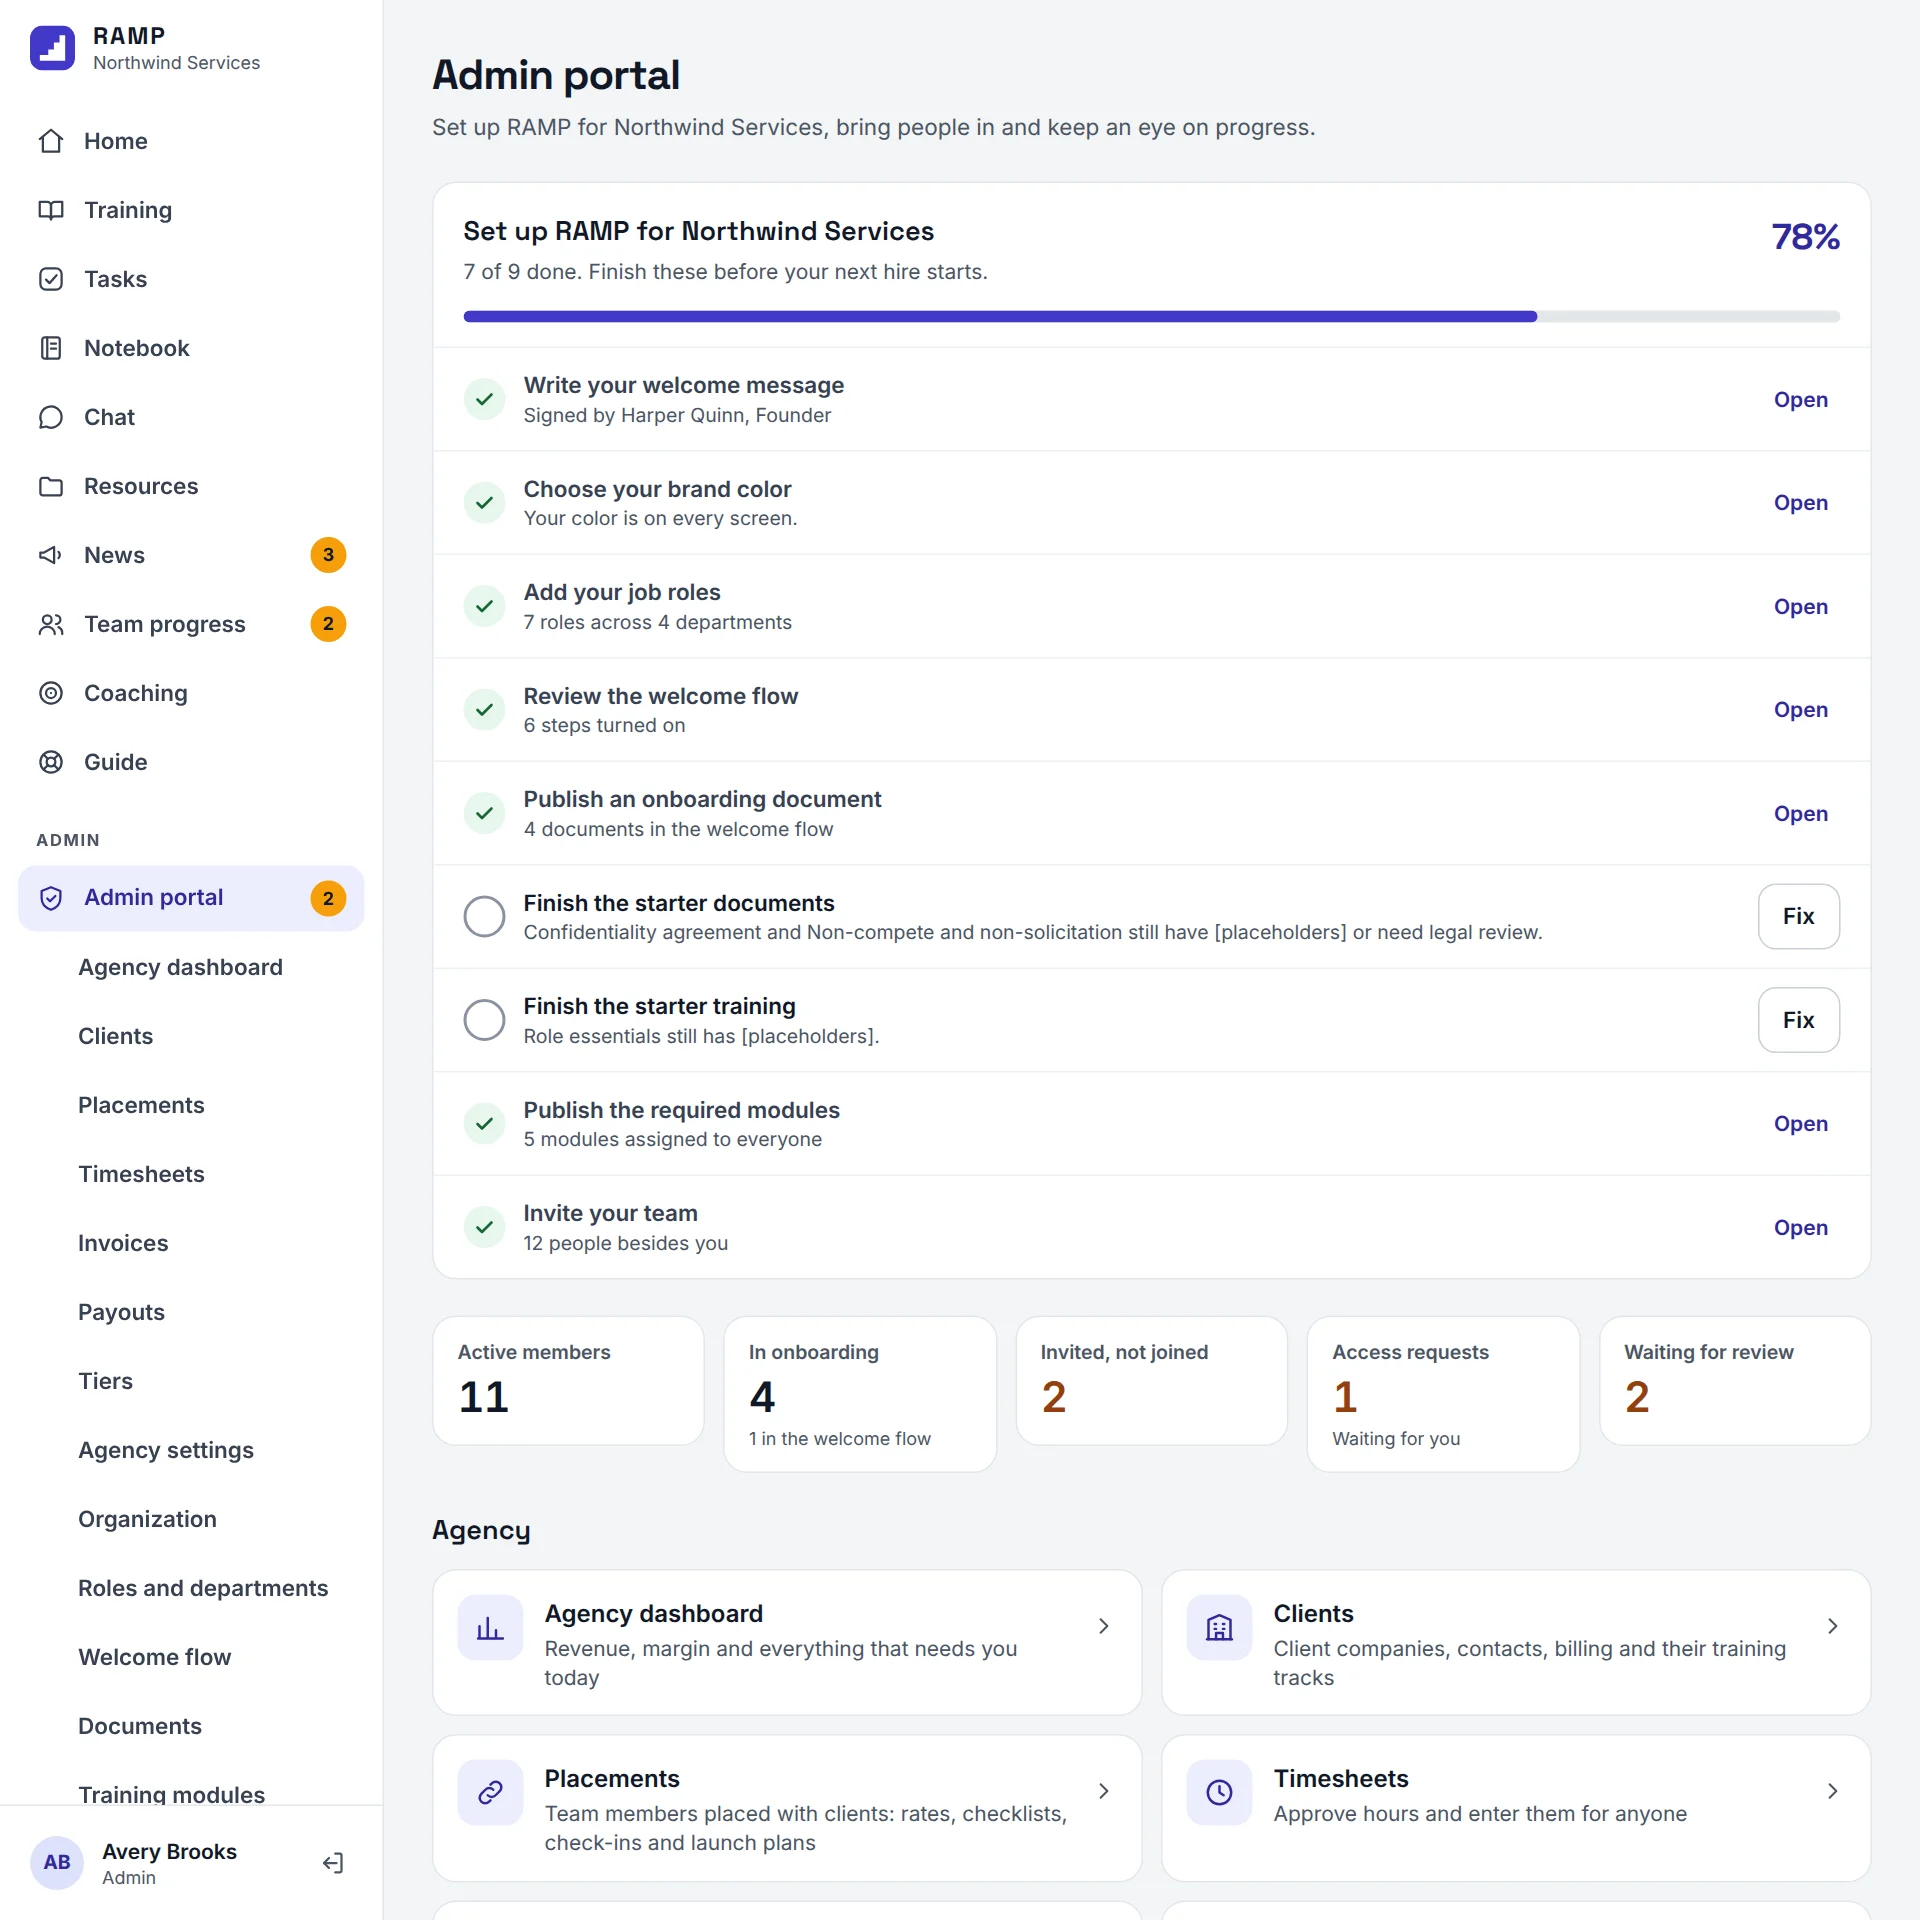 RAMP
Northwind Services
Home
Training
Tasks
Notebook
Chat
Resources
News
3
Team progress
2
Coaching
Guide
ADMIN
Admin portal
2
Agency dashboard
Clients
Placements
Timesheets
Invoices
Payouts
Tiers
Agency settings
Organization
Roles and departments
Welcome flow
Documents
Training modules
AB
Avery Brooks
Admin
Admin portal
Set up RAMP for Northwind Services, bring people in and keep an eye on progress.
Set up RAMP for Northwind Services
78%
7 of 9 done. Finish these before your next hire starts.
Write your welcome message
Signed by Harper Quinn, Founder
Open
Choose your brand color
Your color is on every screen.
Open
Add your job roles
7 roles across 4 departments
Open
Review the welcome flow
6 steps turned on
Open
Publish an onboarding document
4 documents in the welcome flow
Open
Finish the starter documents
Confidentiality agreement and Non-compete and non-solicitation still have [placeholders] or need legal review.
Fix
Finish the starter training
Role essentials still has [placeholders].
Fix
Publish the required modules
5 modules assigned to everyone
Open
Invite your team
12 people besides you
Open
Active members
11
In onboarding
4
1 in the welcome flow
Invited, not joined
2
Access requests
1
Waiting for you
Waiting for review
2
Agency
Agency dashboard
Revenue, margin and everything that needs you
today
Clients
Client companies, contacts, billing and their training
tracks
Placements
Team members placed with clients: rates, checklists,
check-ins and launch plans
Timesheets
Approve hours and enter them for anyone